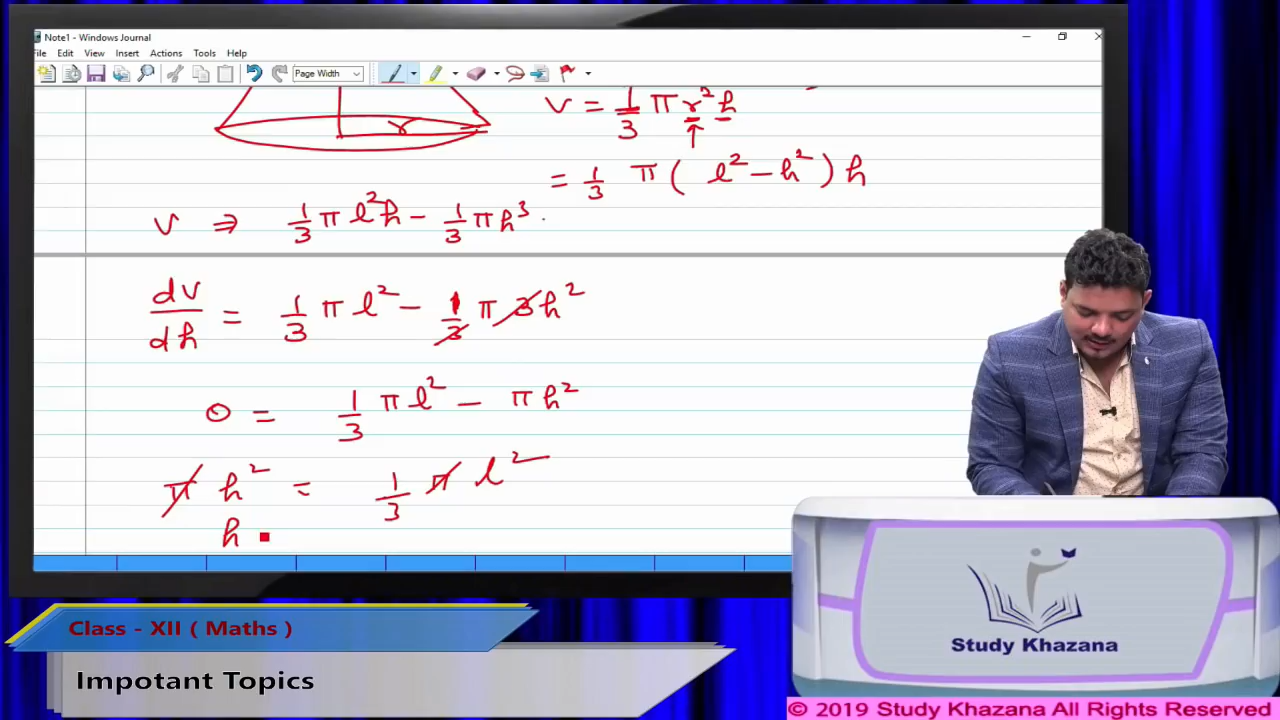 Note1 - Windows Journal
File Edit View Insert Actions Tools Help
Page Width
r
V = 1/3 π r² h
= 1/3 π ( l² - h² ) h
V ⇒ 1/3 π l² h - 1/3 π h³
dv/dh = 1/3 π l² - 1/3 π 3h²
0 = 1/3 π l² - π h²
π h² = 1/3 π l²
h
Study Khazana
Class - XII ( Maths )
Impotant Topics
© 2019 Study Khazana All Rights Reserved